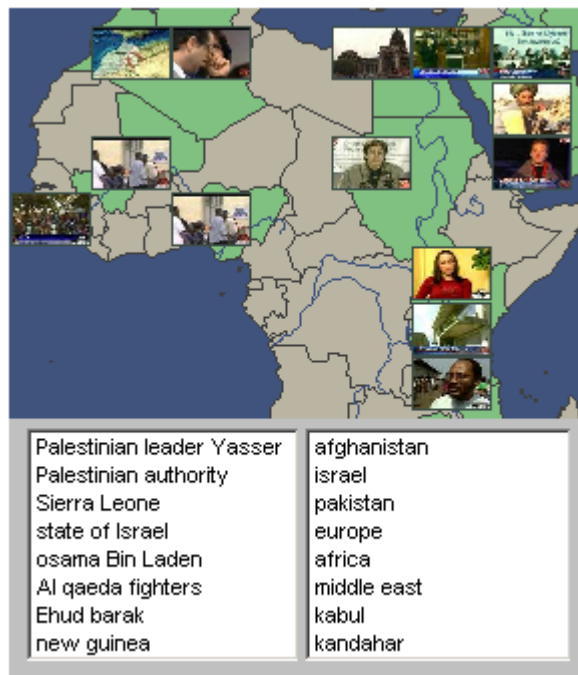 Palestinian leader Yasser
Palestinian authority
Sierra Leone
state of Israel
osama Bin Laden
Al qaeda fighters
Ehud barak
new guinea
afghanistan
israel
pakistan
europe
africa
middle east
kabul
kandahar